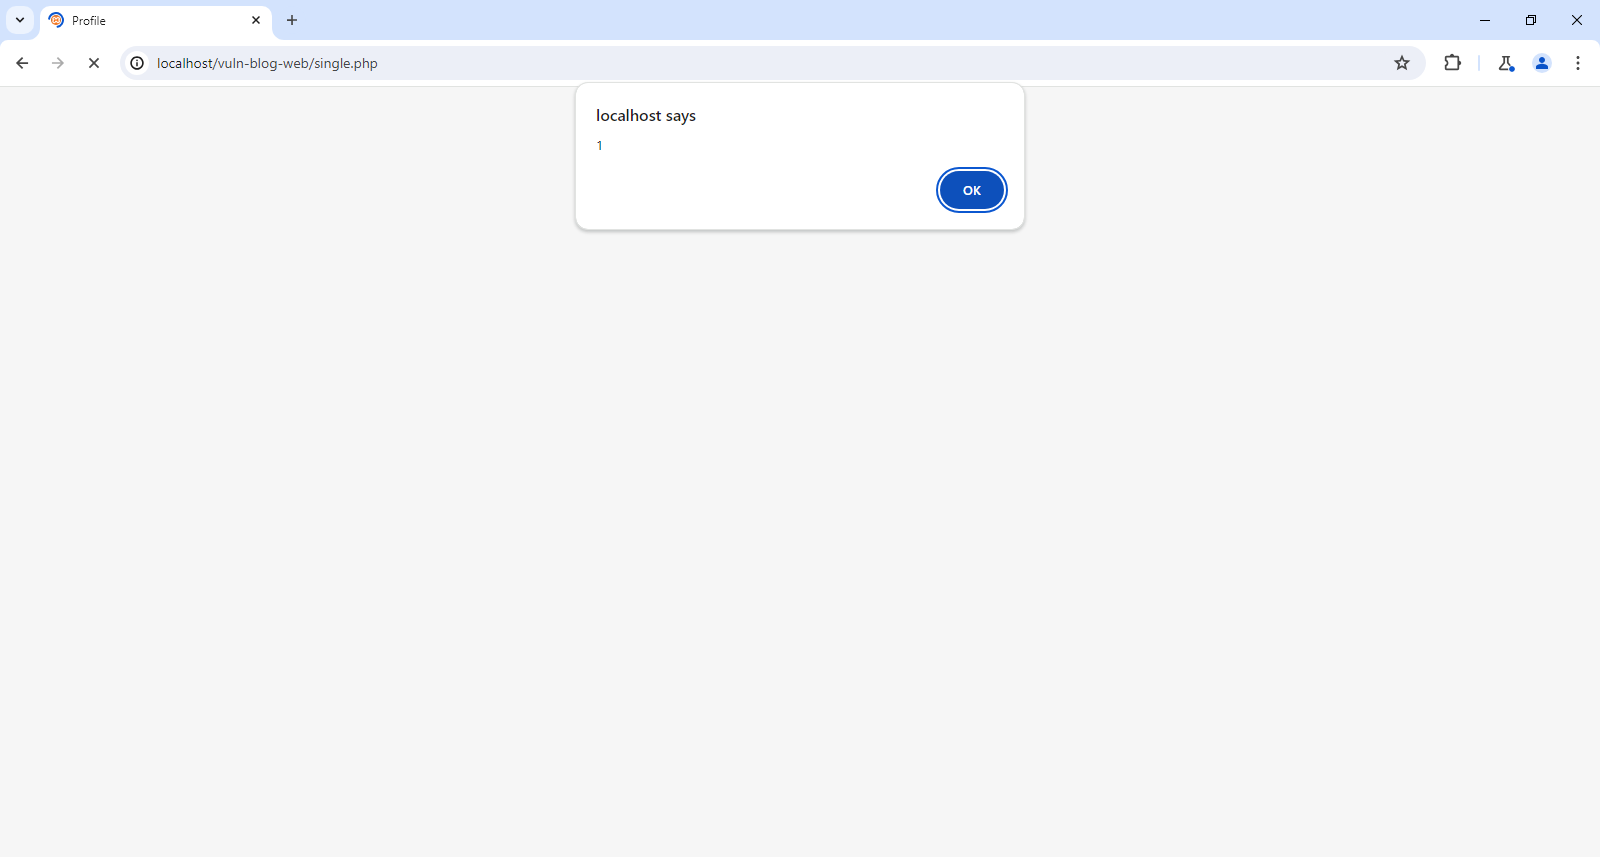 Profile
localhost/vuln-blog-web/single.php
localhost says
1
OK